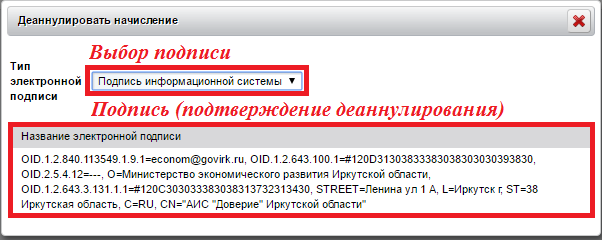 Деаннулировать начисление
Выбор подписи
Тип
электронной
подписи
Подпись информационной системы
Подпись (подтверждение деаннулирования)
Название электронной подписи
OID.1.2.840.113549.1.9.1=econom@govirk.ru, OID.1.2.643.100.1=#120D31303833383038303030393830,
OID.2.5.4.12=---, O=Министерство экономического развития Иркутской области,
OID.1.2.643.3.131.1.1=#120C303033383038313732313430, STREET=Ленина ул 1 А, L=Иркутск г, ST=38
Иркутская область, C=RU, CN="АИС "Доверие" Иркутской области"